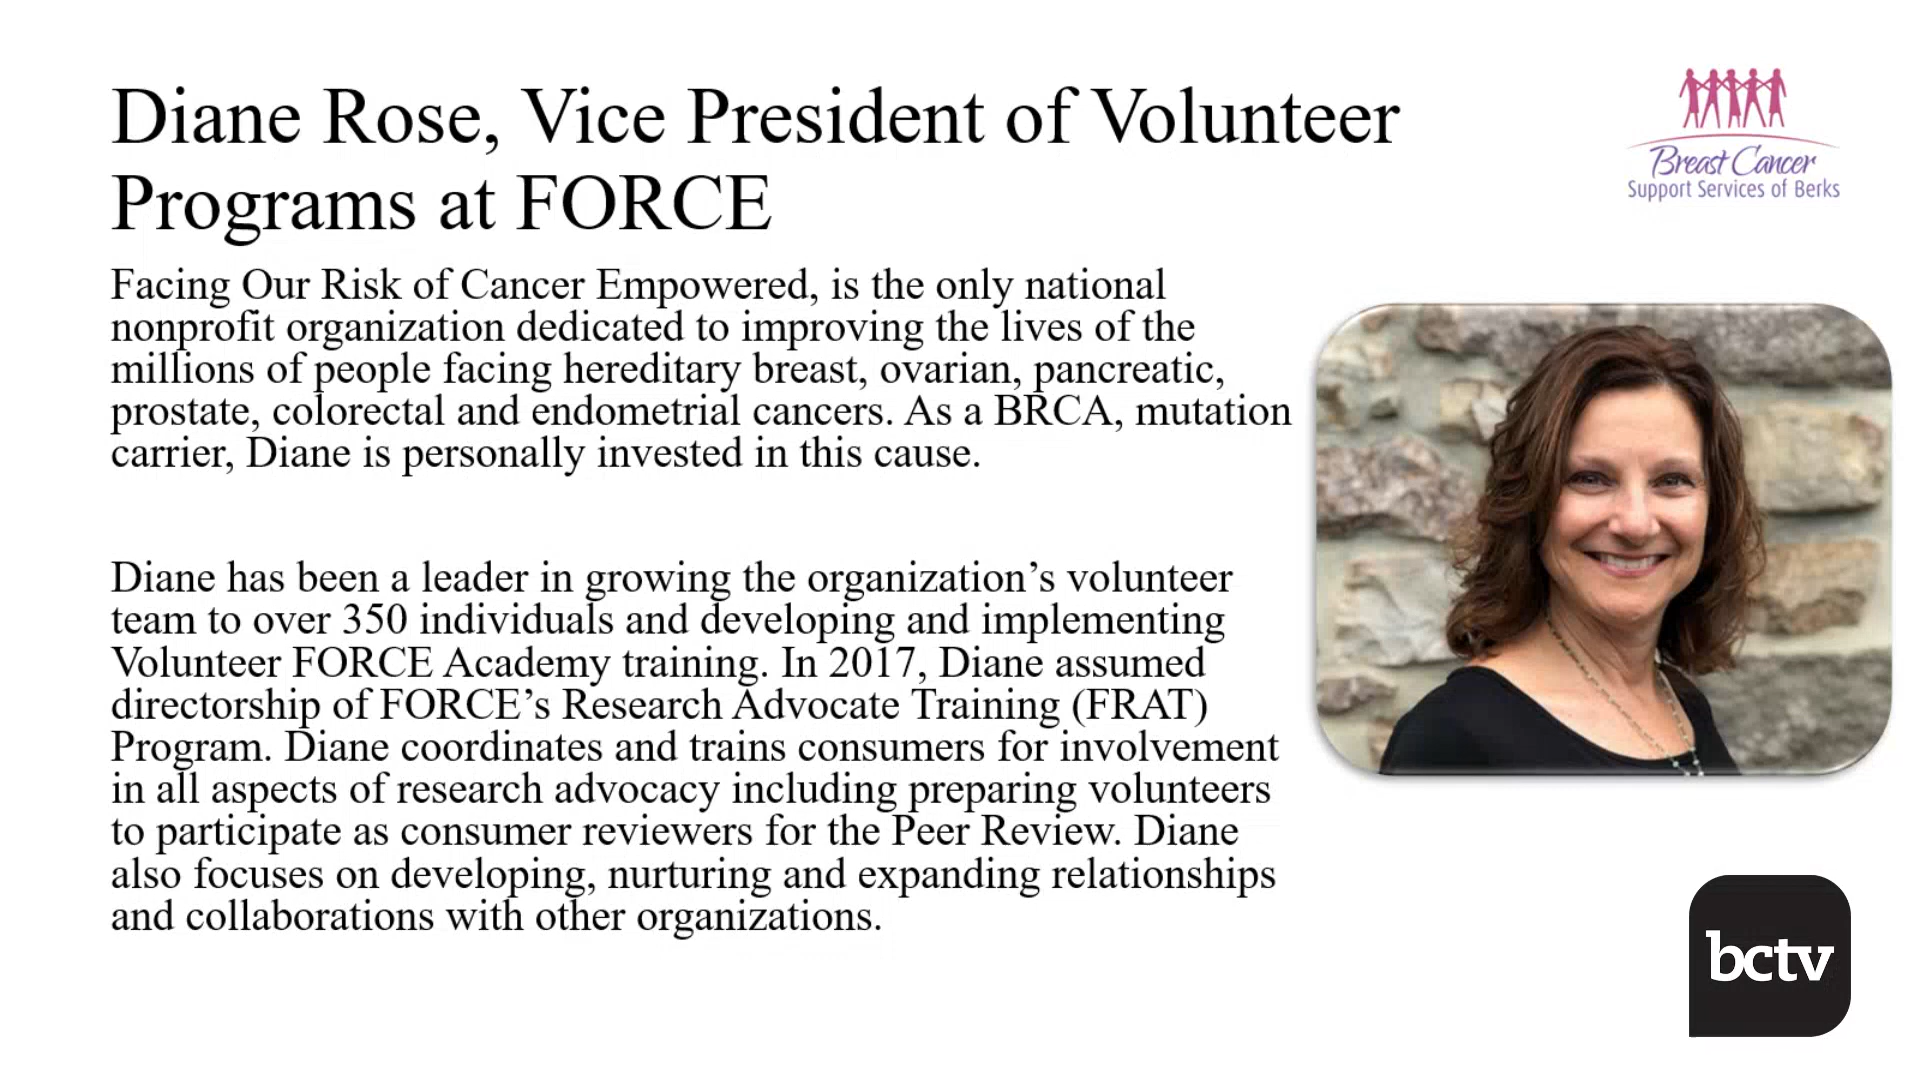 Diane Rose, Vice President of Volunteer
Programs at FORCE
Breast Cancer
Support Services of Berks
Facing Our Risk of Cancer Empowered, is the only national
nonprofit organization dedicated to improving the lives of the
millions of people facing hereditary breast, ovarian, pancreatic,
prostate, colorectal and endometrial cancers. As a BRCA, mutation
carrier, Diane is personally invested in this cause.
Diane has been a leader in growing the organization’s volunteer
team to over 350 individuals and developing and implementing
Volunteer FORCE Academy training. In 2017, Diane assumed
directorship of FORCE’s Research Advocate Training (FRAT)
Program. Diane coordinates and trains consumers for involvement
in all aspects of research advocacy including preparing volunteers
to participate as consumer reviewers for the Peer Review. Diane
also focuses on developing, nurturing and expanding relationships
and collaborations with other organizations.
bctv